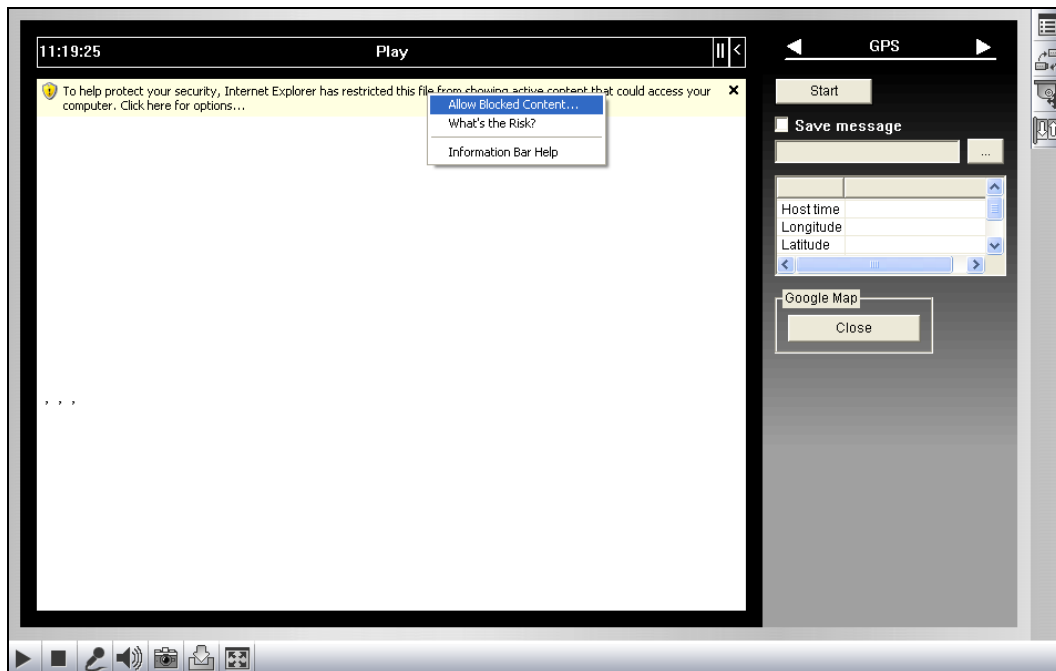 11:19:25 Play || <
GPS
To help protect your security, Internet Explorer has restricted this file from showing active content that could access your
computer. Click here for options...
Allow Blocked Content...
What's the Risk?
Information Bar Help
, , ,
Start
Save message
...
Host time
Longitude
Latitude
Google Map
Close